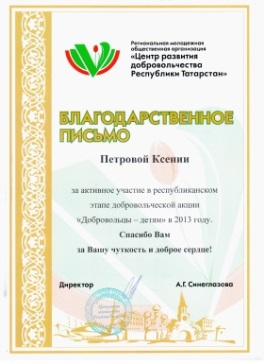 Региональная молодежная
общественная организация
«Центр развития
добровольчества
Республики Татарстан»
БЛАГОДАРСТВЕННОЕ
ПИСЬМО
Петровой Ксении
за активное участие в республиканском
этапе добровольческой акции
«Добровольцы – детям» в 2013 году.
Спасибо Вам
за Вашу чуткость и доброе сердце!
Директор А.Г. Синеглазова